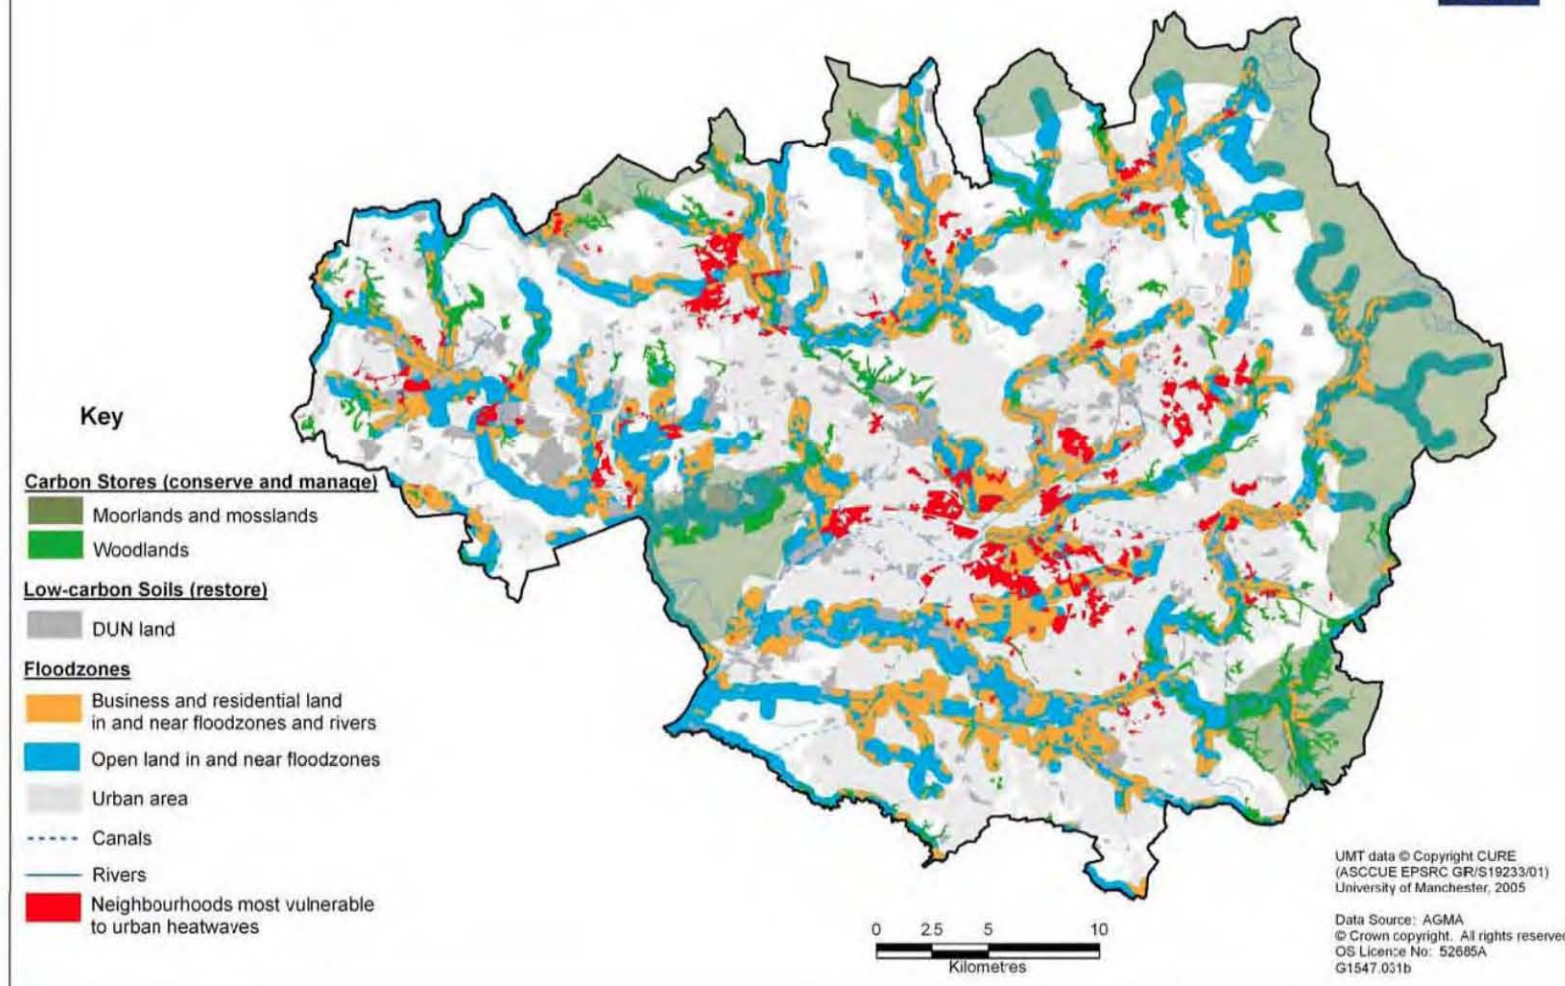 Key
Carbon Stores (conserve and manage)
Moorlands and mosslands
Woodlands
Low-carbon Soils (restore)
DUN land
Floodzones
Business and residential land
in and near floodzones and rivers
Open land in and near floodzones
Urban area
Canals
Rivers
Neighbourhoods most vulnerable
to urban heatwaves
0 2.5 5 10
Kilometres
UMT data © Copyright CURE
(ASCCUE EPSRC GR/S19233/01)
University of Manchester, 2005
Data Source: AGMA
© Crown copyright. All rights reserved
OS Licence No: 52685A
G1547.031b